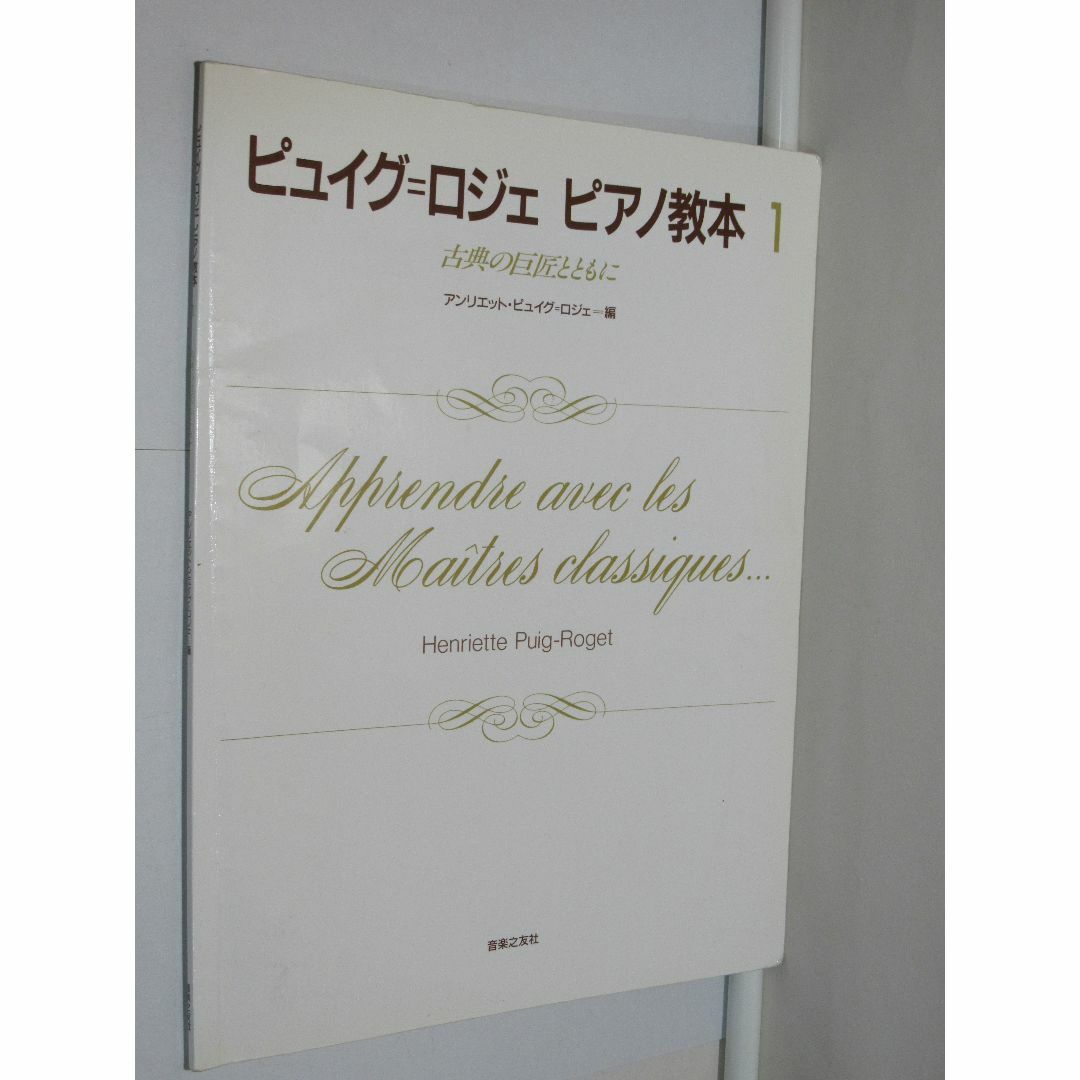 ピュイグ=ロジェ ピアノ教本 1
古典の巨匠とともに
アンリエット・ピュイグ=ロジェ=編
Apprendre avec les
Maîtres classiques...
Henriette Puig-Roget
音楽之友社